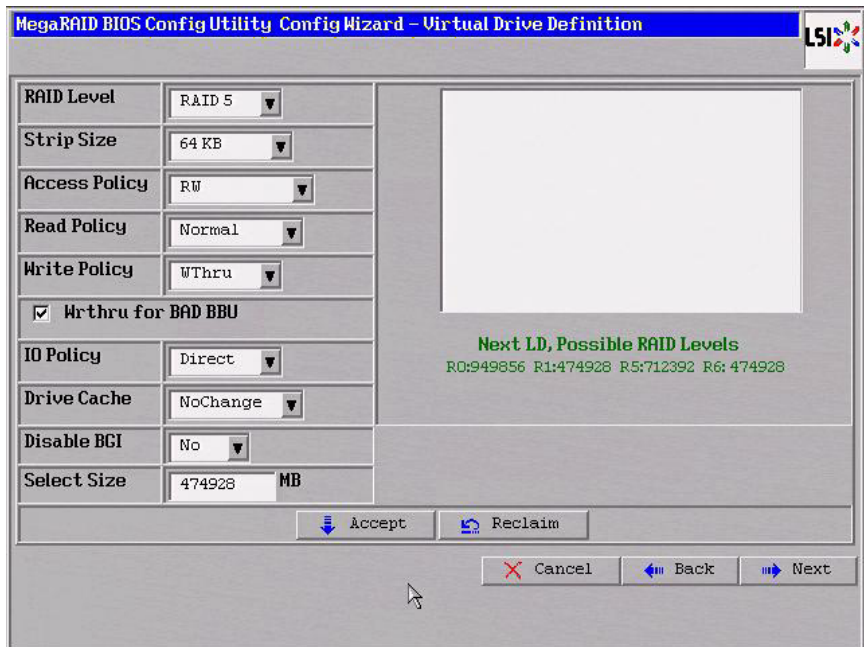 MegaRAID BIOS Config Utility Config Wizard – Virtual Drive Definition
LSI
RAID Level RAID 5
Strip Size 64 KB
Access Policy RW
Read Policy Normal
Write Policy WThru
Wrthru for BAD BBU
IO Policy Direct
Drive Cache NoChange
Disable BGI No
Select Size 474928 MB
Next LD, Possible RAID Levels
R0:949856 R1:474928 R5:712392 R6: 474928
Accept Reclaim
Cancel Back Next